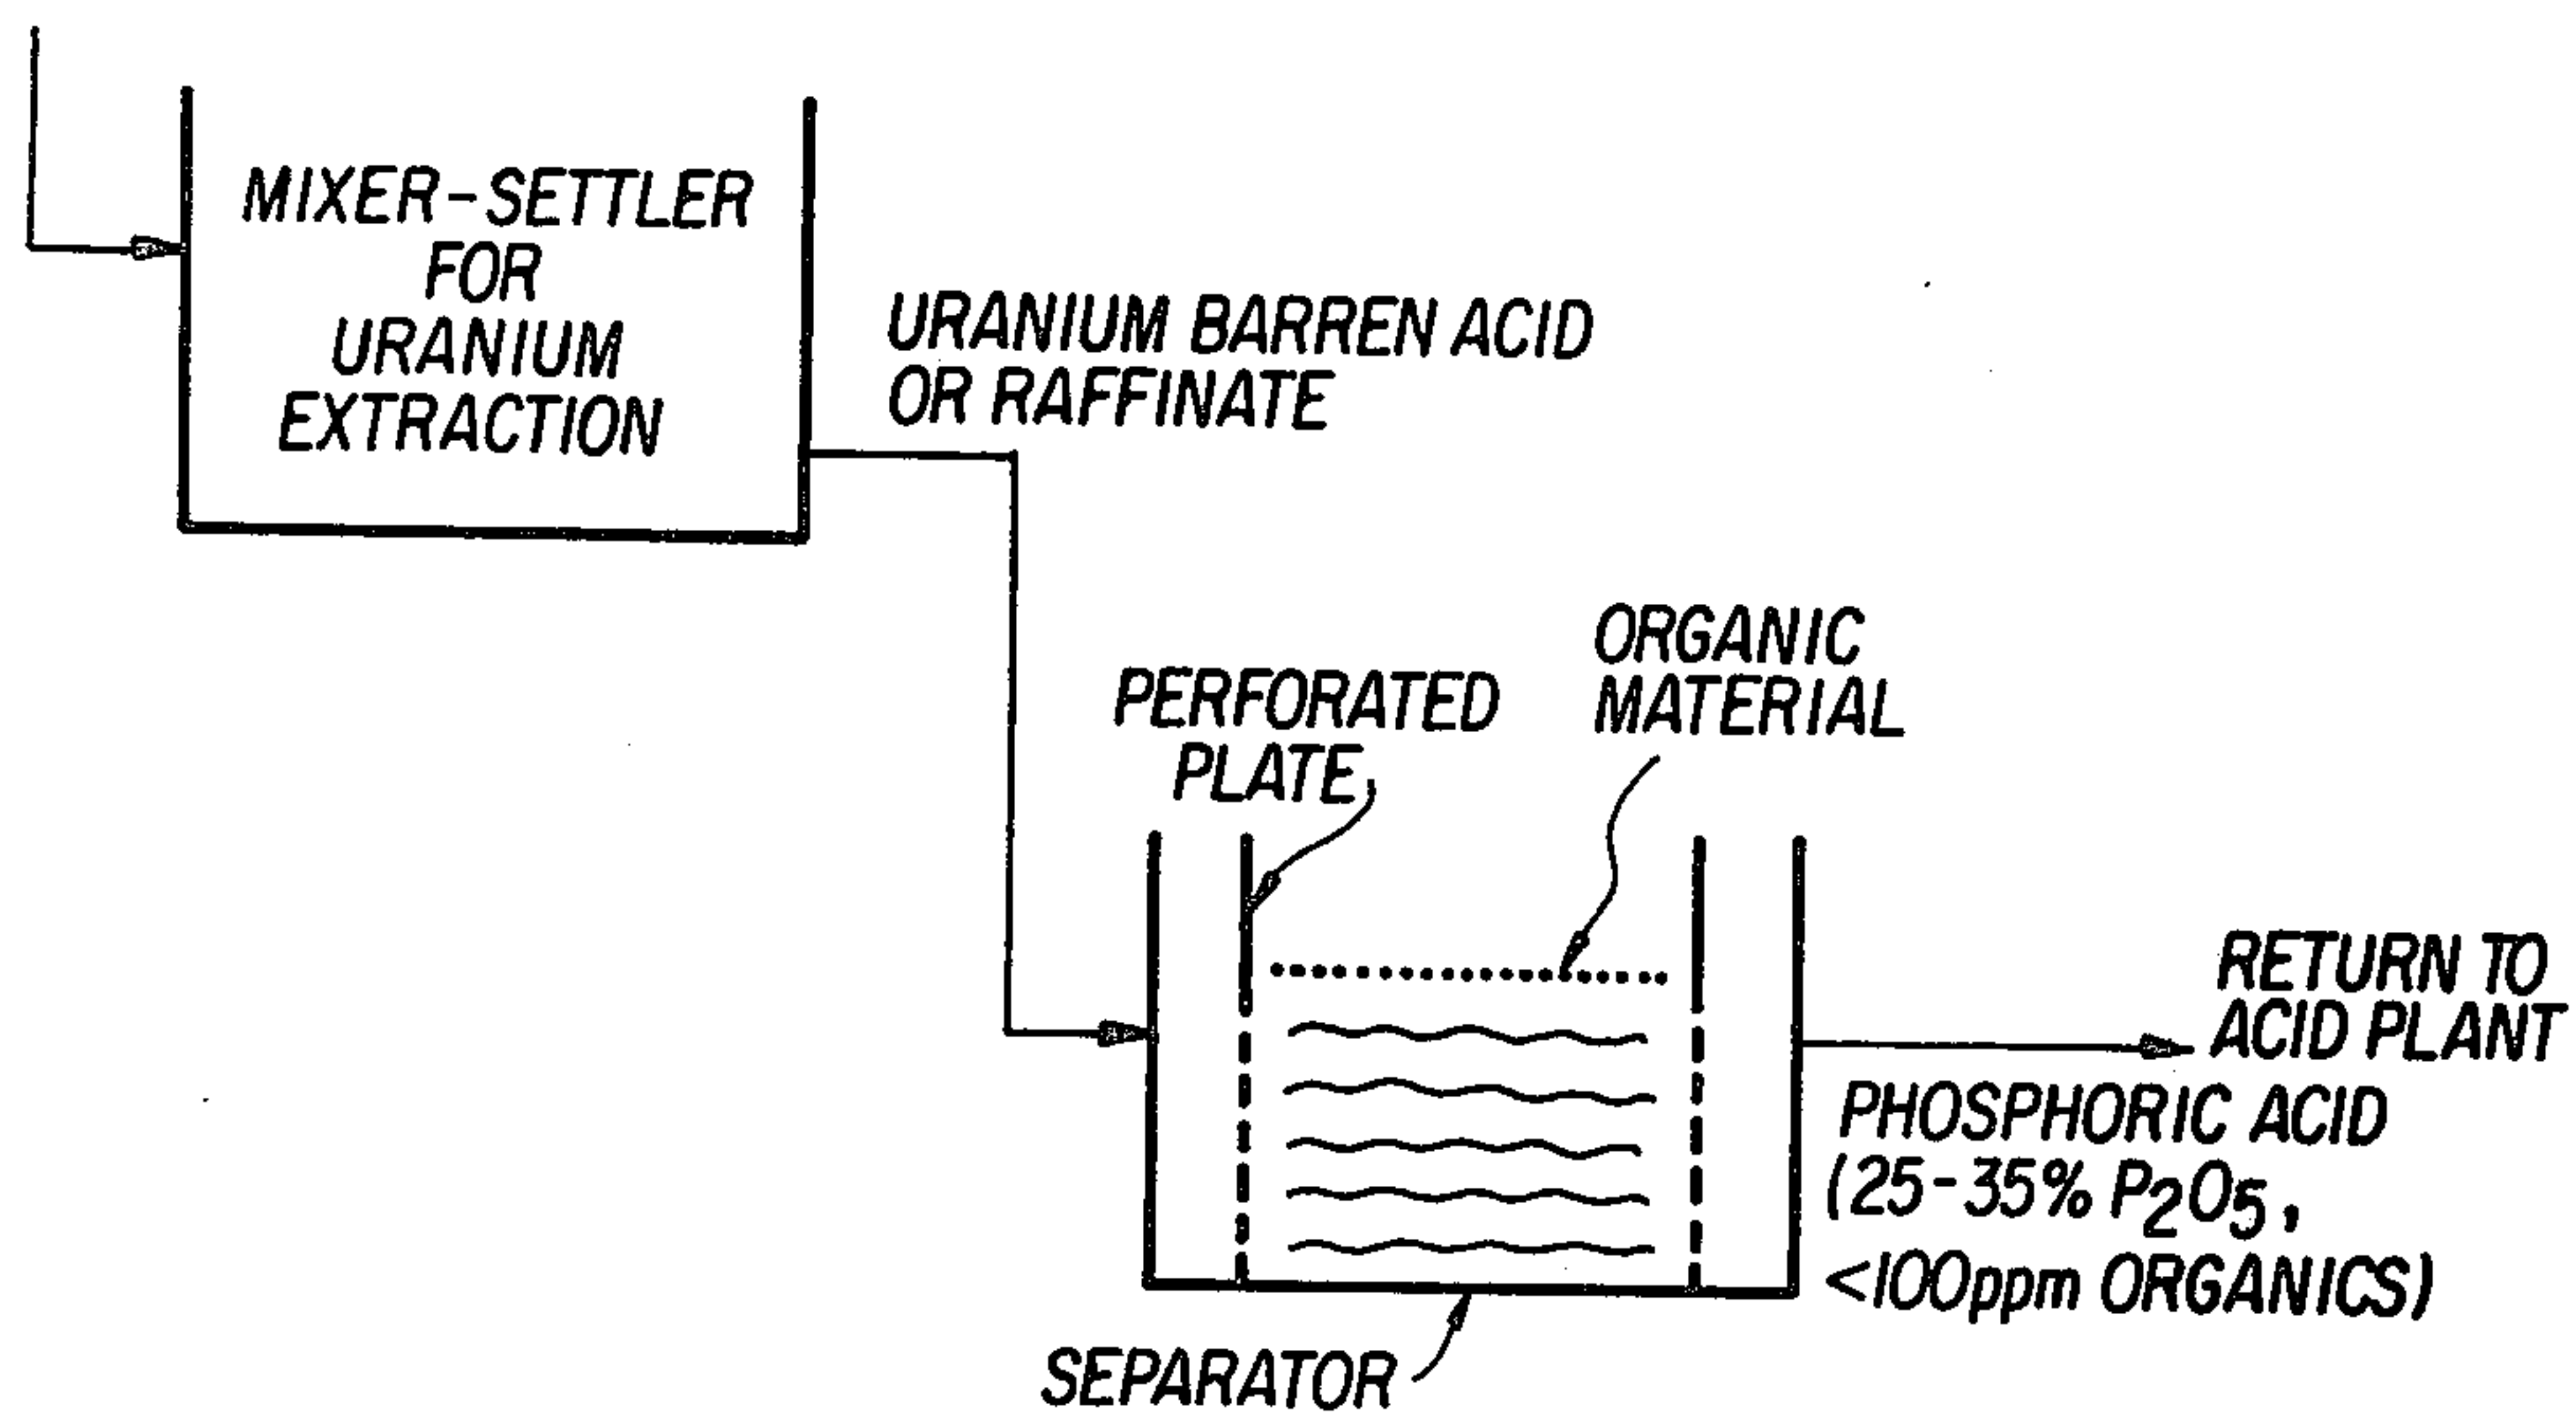 MIXER-SETTLER
FOR
URANIUM
EXTRACTION
URANIUM BARREN ACID
OR RAFFINATE
ORGANIC
MATERIAL
PERFORATED
PLATE
RETURN TO
ACID PLANT
PHOSPHORIC ACID
(25-35% P₂O₅,
<100ppm ORGANICS)
SEPARATOR